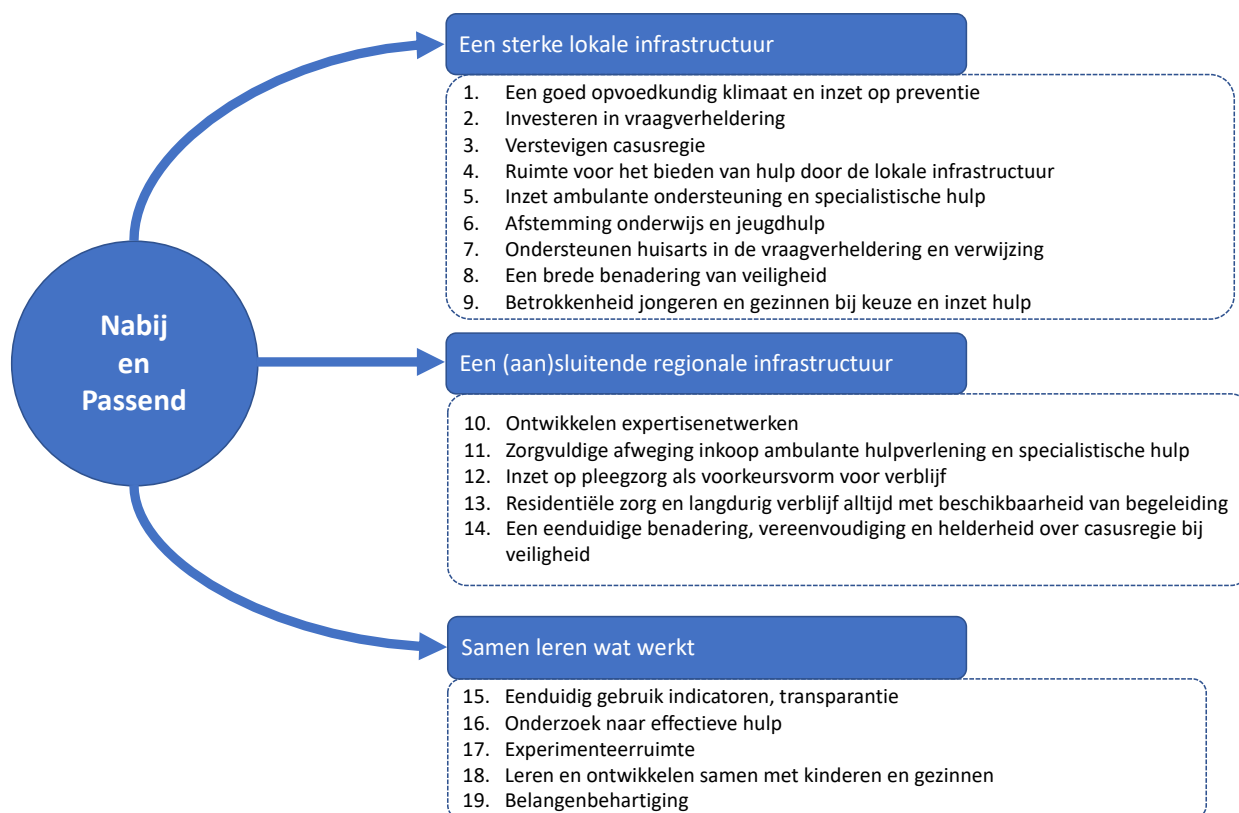 Een sterke lokale infrastructuur
1. Een goed opvoedkundig klimaat en inzet op preventie
2. Investeren in vraagverheldering
3. Verstevigen casusregie
4. Ruimte voor het bieden van hulp door de lokale infrastructuur
5. Inzet ambulante ondersteuning en specialistische hulp
6. Afstemming onderwijs en jeugdhulp
7. Ondersteunen huisarts in de vraagverheldering en verwijzing
8. Een brede benadering van veiligheid
9. Betrokkenheid jongeren en gezinnen bij keuze en inzet hulp
Nabij
en
Passend
Een (aan)sluitende regionale infrastructuur
10. Ontwikkelen expertisenetwerken
11. Zorgvuldige afweging inkoop ambulante hulpverlening en specialistische hulp
12. Inzet op pleegzorg als voorkeursvorm voor verblijf
13. Residentiële zorg en langdurig verblijf altijd met beschikbaarheid van begeleiding
14. Een eenduidige benadering, vereenvoudiging en helderheid over casusregie bij
veiligheid
Samen leren wat werkt
15. Eenduidig gebruik indicatoren, transparantie
16. Onderzoek naar effectieve hulp
17. Experimenteerruimte
18. Leren en ontwikkelen samen met kinderen en gezinnen
19. Belangenbehartiging